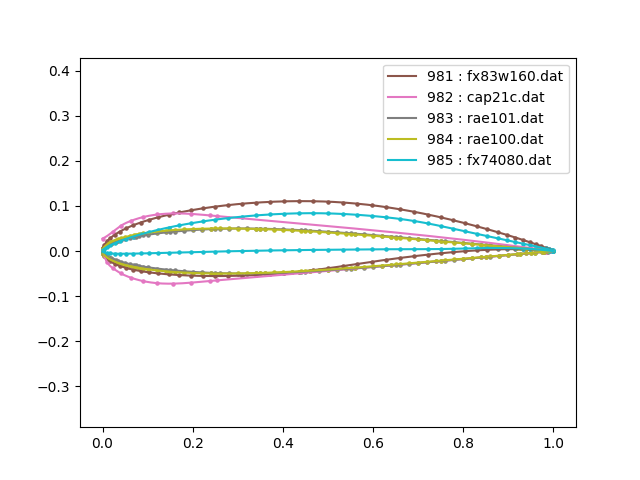 0.4
0.3
0.2
0.1
0.0
−0.1
−0.2
−0.3
0.0 0.2 0.4 0.6 0.8 1.0
981 : fx83w160.dat
982 : cap21c.dat
983 : rae101.dat
984 : rae100.dat
985 : fx74080.dat